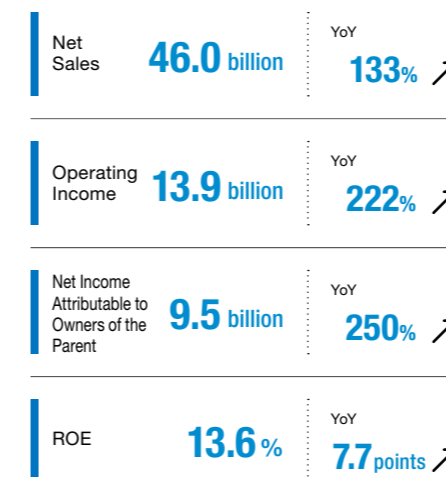 Net
Sales
46.0 billion
YoY
133%
Operating
Income
13.9 billion
YoY
222%
Net Income
Attributable to
Owners of the
Parent
9.5 billion
YoY
250%
ROE
13.6%
YoY
7.7 points